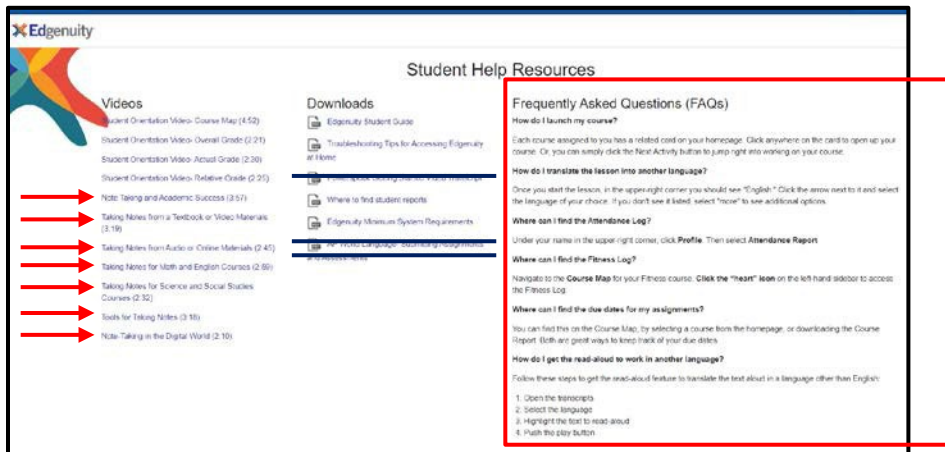 Edgenuity
Student Help Resources
Videos
Student Orientation Video- Course Map (4:52)
Student Orientation Video- Overall Grade (2:21)
Student Orientation Video- Actual Grade (2:30)
Student Orientation Video- Relative Grade (2:25)
Note Taking and Academic Success (3:57)
Taking Notes from a Textbook or Video Materials
(3:19)
Taking Notes from Audio or Online Materials (2:45)
Taking Notes for Math and English Courses (2:59)
Taking Notes for Science and Social Studies
Courses (2:32)
Tools for Taking Notes (3:16)
Note-Taking in the Digital World (2:10)
Downloads
Edgenuity Student Guide
Troubleshooting Tips for Accessing Edgenuity
at Home
Where to find student reports
Edgenuity Minimum System Requirements
AP World Language- Submitting Assignments
and Assessments
Frequently Asked Questions (FAQs)
How do I launch my course?
Each course assigned to you has a related card on your homepage. Click anywhere on the card to open up your
course. Or, you can simply click the Next Activity button to jump right into working on your course.
How do I translate the lesson into another language?
Once you start the lesson, in the upper-right corner you should see "English." Click the arrow next to it and select
the language of your choice. If you don't see it listed, select "more" to see additional options.
Where can I find the Attendance Log?
Under your name in the upper right corner, click Profile. Then select Attendance Report
Where can I find the Fitness Log?
Navigate to the Course Map for your Fitness course. Click the "heart" icon on the left-hand sidebar to access
the Fitness Log.
Where can I find the due dates for my assignments?
You can find this on the Course Map, by selecting a course from the homepage, or downloading the Course
Report. Both are great ways to keep track of your due dates.
How do I get the read-aloud to work in another language?
Follow these steps to get the read-aloud feature to translate the text aloud in a language other than English:
1. Open the transcripts
2. Select the language
3. Highlight the text to read-aloud
4. Push the play button